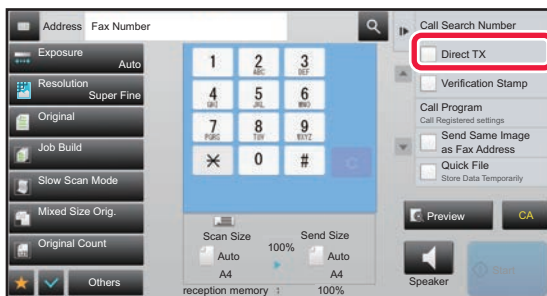 Address Fax Number
Call Search Number
Direct TX
Verification Stamp
Call Program
Call Registered settings
Send Same Image
as Fax Address
Quick File
Store Data Temporarily
Exposure
Auto
Resolution
Super Fine
Original
Job Build
Slow Scan Mode
Mixed Size Orig.
Original Count
Others
1
2
ABC
3
DEF
4
GHI
5
JKL
6
MNO
7
PQRS
8
TUV
9
WXYZ
0
#
C
Scan Size
100%
Send Size
Auto
A4
Auto
A4
reception memory : 100%
Preview
CA
Speaker
Start